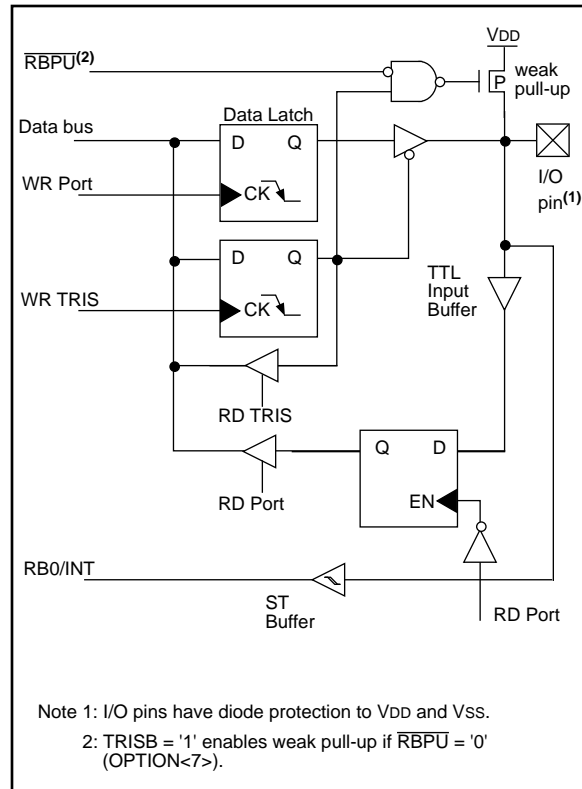 VDD
RBPU(2)
weak
pull-up
P
Data Latch
Data bus
D Q
I/O
pin(1)
WR Port
CK
D Q
TTL
Input
Buffer
WR TRIS
CK
RD TRIS
Q D
RD Port
EN
RB0/INT
ST
Buffer
RD Port
Note 1: I/O pins have diode protection to VDD and VSS.
2: TRISB = '1' enables weak pull-up if RBPU = '0'
(OPTION<7>).